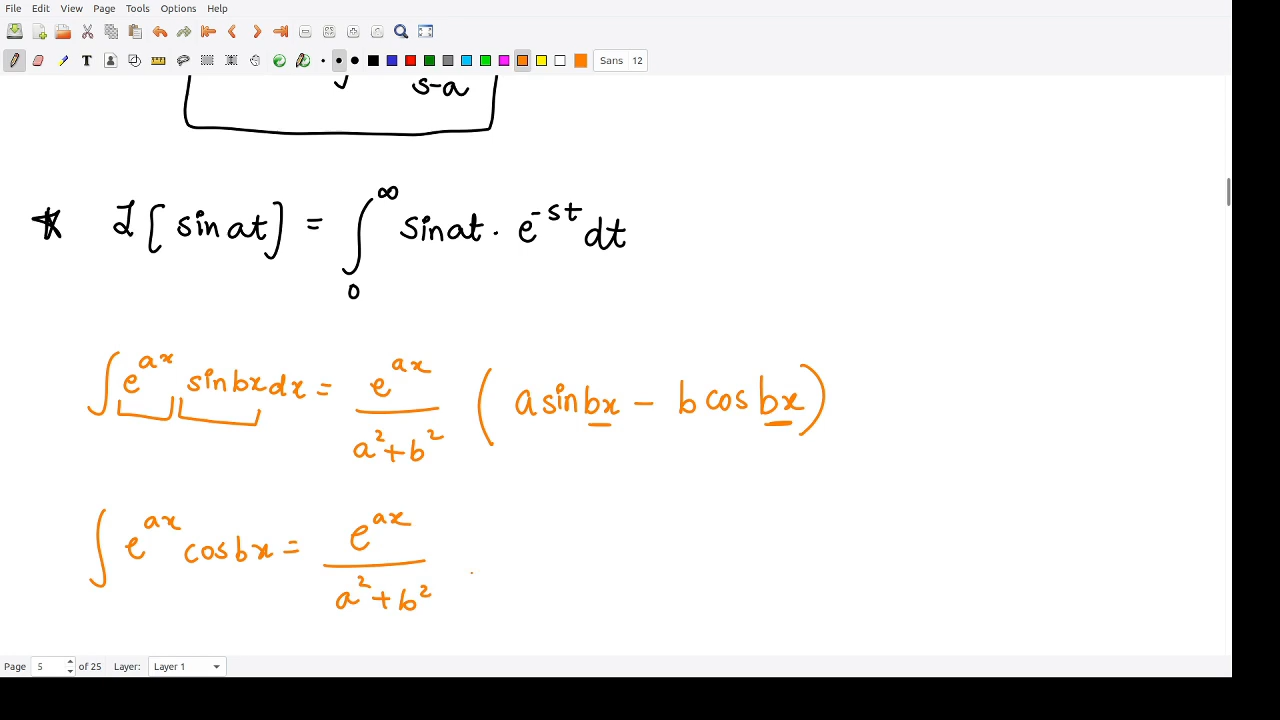 File Edit View Page Tools Options Help
Sans 12
s-a
★ ℒ[sin at] = ∫₀^∞ sin at · e^{-st} dt
∫ e^{ax} sin bx dx = e^{ax}/(a²+b²) (a sin bx − b cos bx)
∫ e^{ax} cos bx = e^{ax}/(a²+b²)
Page 5 of 25 Layer: Layer 1